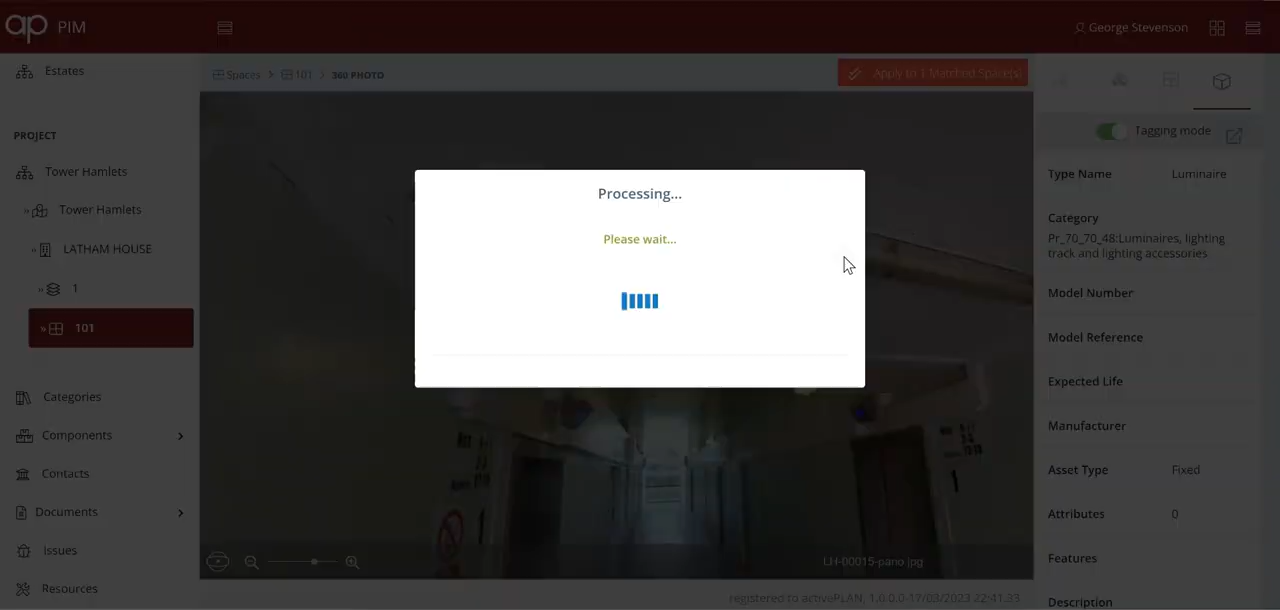 ap PIM
George Stevenson
Estates
PROJECT
Tower Hamlets
» Tower Hamlets
» LATHAM HOUSE
» 1
» 101
Categories
Components
Contacts
Documents
Issues
Resources
Spaces > 101 > 360 PHOTO
Apply to 1 Matched Space(s)
Processing...
Please wait...
LH-00015-pano.jpg
registered to activePLAN, 1.0.0.0-17/03/2023 22:41:33
Tagging mode
Type Name Luminaire
Category
Pr_70_70_48:Luminaires, lighting
track and lighting accessories
Model Number
Model Reference
Expected Life
Manufacturer
Asset Type Fixed
Attributes 0
Features
Description